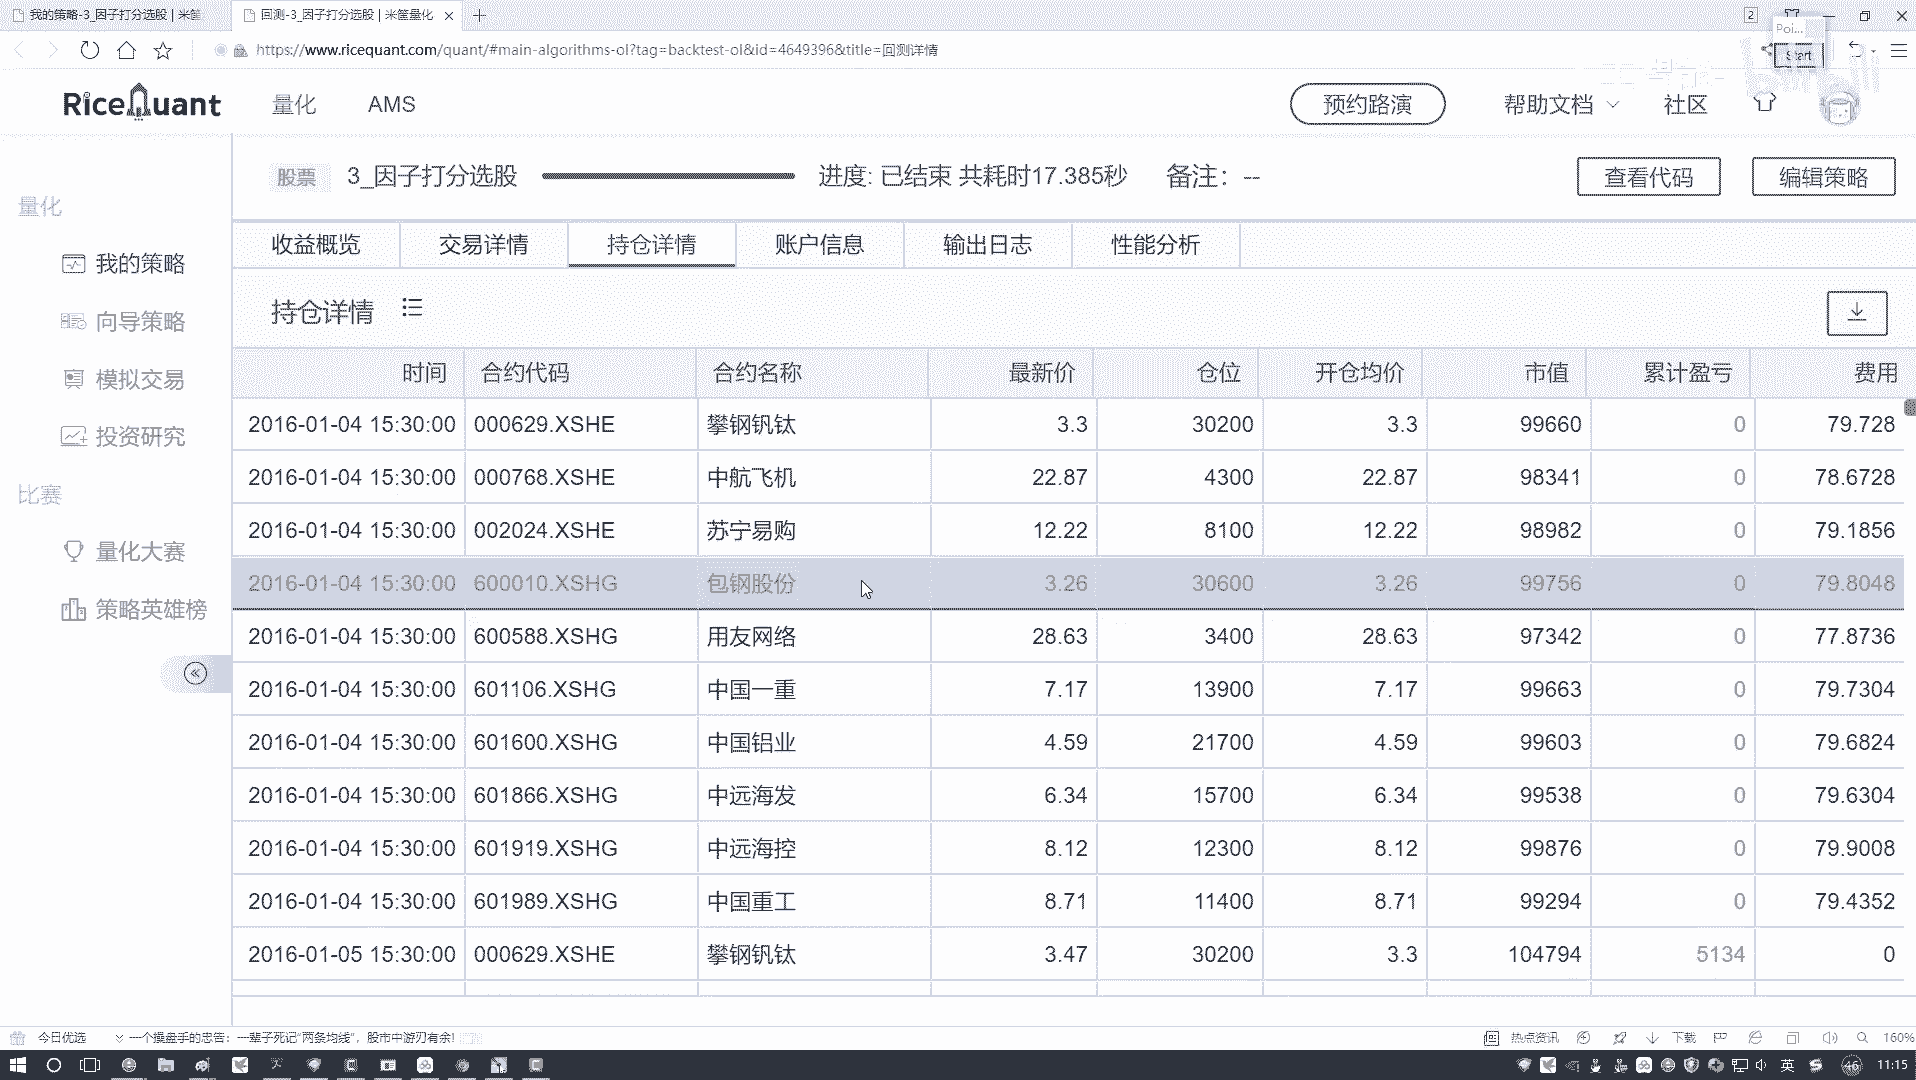 我的策略-3_因子打分选股 | 米筐
回测-3_因子打分选股 | 米筐量化
2
Poi...
Start
https://www.ricequant.com/quant/#main-algorithms-ol?tag=backtest-ol&id=4649396&title=回测详情
RiceQuant 量化 AMS 预约路演 帮助文档 社区
股票 3_因子打分选股 进度: 已结束 共耗时17.385秒 备注: -- 查看代码 编辑策略
量化
我的策略
向导策略
模拟交易
投资研究
比赛
量化大赛
策略英雄榜
收益概览 交易详情 持仓详情 账户信息 输出日志 性能分析
持仓详情
时间 合约代码 合约名称 最新价 仓位 开仓均价 市值 累计盈亏 费用
2016-01-04 15:30:00 000629.XSHE 攀钢钒钛 3.3 30200 3.3 99660 0 79.728
2016-01-04 15:30:00 000768.XSHE 中航飞机 22.87 4300 22.87 98341 0 78.6728
2016-01-04 15:30:00 002024.XSHE 苏宁易购 12.22 8100 12.22 98982 0 79.1856
2016-01-04 15:30:00 600010.XSHG 包钢股份 3.26 30600 3.26 99756 0 79.8048
2016-01-04 15:30:00 600588.XSHG 用友网络 28.63 3400 28.63 97342 0 77.8736
2016-01-04 15:30:00 601106.XSHG 中国一重 7.17 13900 7.17 99663 0 79.7304
2016-01-04 15:30:00 601600.XSHG 中国铝业 4.59 21700 4.59 99603 0 79.6824
2016-01-04 15:30:00 601866.XSHG 中远海发 6.34 15700 6.34 99538 0 79.6304
2016-01-04 15:30:00 601919.XSHG 中远海控 8.12 12300 8.12 99876 0 79.9008
2016-01-04 15:30:00 601989.XSHG 中国重工 8.71 11400 8.71 99294 0 79.4352
2016-01-05 15:30:00 000629.XSHE 攀钢钒钛 3.47 30200 3.3 104794 5134 0
今日优选 一个操盘手的忠告：一辈子死记"两条均线"，股市中游刃有余! 热点资讯 下载 160%
英 46 11:15